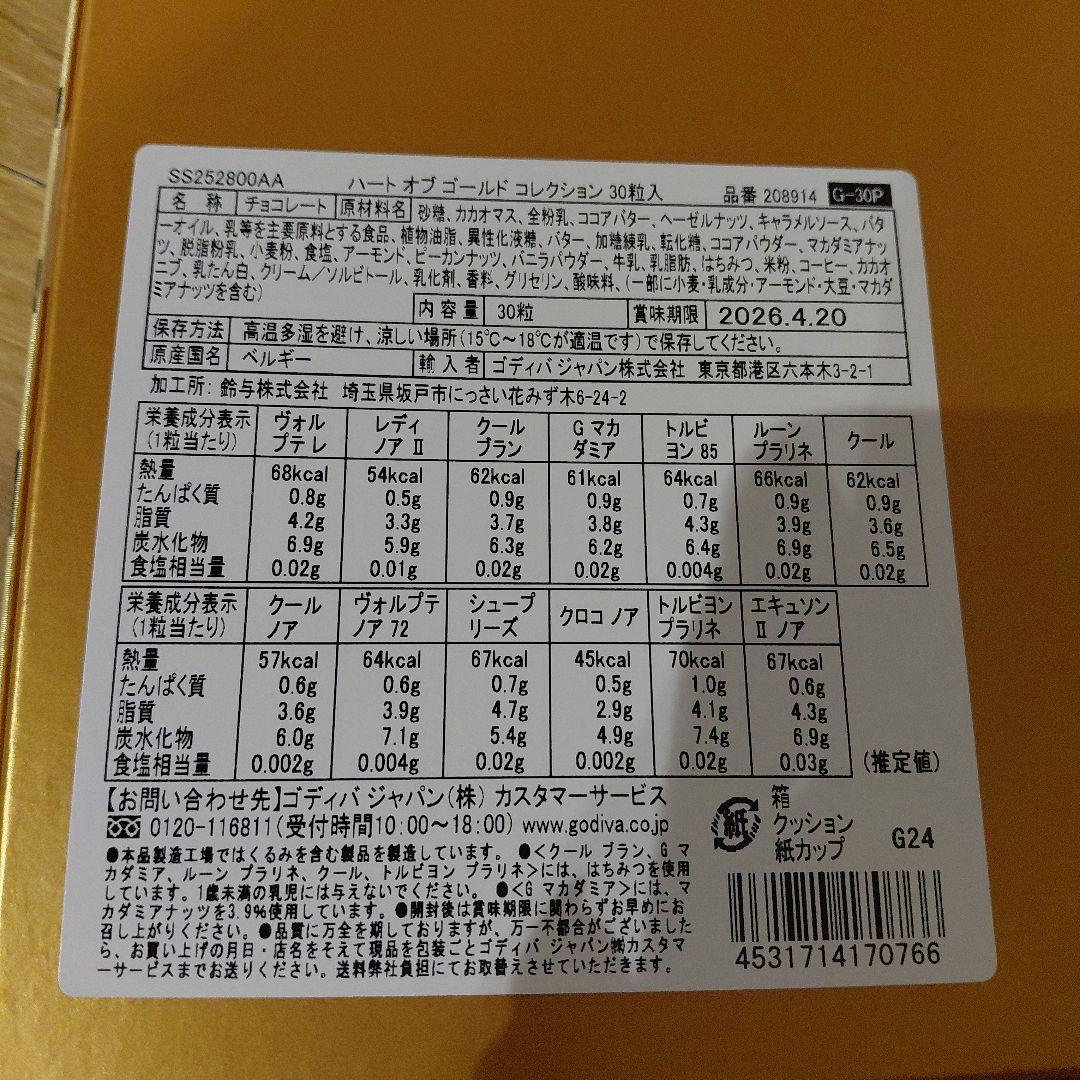 SS252800AA ハート オブ ゴールド コレクション 30粒入 品番 208914 G-30P
名 称 チョコレート 原材料名 砂糖、カカオマス、全粉乳、ココアバター、ヘーゼルナッツ、キャラメルソース、バタ
ーオイル、乳等を主要原料とする食品、植物油脂、異性化液糖、バター、加糖練乳、転化糖、ココアパウダー、マカダミアナッ
ツ、脱脂粉乳、小麦粉、食塩、アーモンド、ピーカンナッツ、バニラパウダー、牛乳、乳脂肪、はちみつ、米粉、コーヒー、カカオ
ニブ、乳たん白、クリーム/ソルビトール、乳化剤、香料、グリセリン、酸味料、(一部に小麦・乳成分・アーモンド・大豆・マカダ
ミアナッツを含む)
内 容 量 30粒 賞味期限 2026.4.20
保存方法 高温多湿を避け、涼しい場所(15℃~18℃が適温です)で保存してください。
原産国名 ベルギー 輸 入 者 ゴディバ ジャパン株式会社 東京都港区六本木3-2-1
加工所: 鈴与株式会社 埼玉県坂戸市にっさい花みず木6-24-2
栄養成分表示 ヴォル レディ クール G マカ トルビ ルーン クール
(1粒当たり) プテ レ ノア Ⅱ ブラン ダミア ヨン 85 プラリネ
熱量 68kcal 54kcal 62kcal 61kcal 64kcal 66kcal 62kcal
たんぱく質 0.8g 0.5g 0.9g 0.9g 0.7g 0.9g 0.9g
脂質 4.2g 3.3g 3.7g 3.8g 4.3g 3.9g 3.6g
炭水化物 6.9g 5.9g 6.3g 6.2g 6.4g 6.9g 6.5g
食塩相当量 0.02g 0.01g 0.02g 0.02g 0.004g 0.02g 0.02g
栄養成分表示 クール ヴォルプテ シュープ クロコ ノア トルビヨン エキュソン
(1粒当たり) ノア ノア 72 リーズ プラリネ Ⅱ ノア
熱量 57kcal 64kcal 67kcal 45kcal 70kcal 67kcal
たんぱく質 0.6g 0.6g 0.7g 0.5g 1.0g 0.6g
脂質 3.6g 3.9g 4.7g 2.9g 4.1g 4.3g
炭水化物 6.0g 7.1g 5.4g 4.9g 7.4g 6.9g
食塩相当量 0.002g 0.004g 0.02g 0.002g 0.02g 0.03g (推定値)
【お問い合わせ先】ゴディバ ジャパン(株) カスタマーサービス
0120-116811(受付時間10:00~18:00) www.godiva.co.jp
●本品製造工場ではくるみを含む製品を製造しています。 ●<クール ブラン、G マ
カダミア、ルーン プラリネ、クール、トルビヨン プラリネ>には、はちみつを使用
しています。1歳未満の乳児には与えないでください。 ●<G マカダミア>には、マ
カダミアナッツを3.9%使用しています。●開封後は賞味期限に関わらずお早めにお
召し上がりください。●品質に万全を期しておりますが、万一不都合がございました
ら、お買い上げの月日・店名をそえて現品を包装ごとゴディバ ジャパン㈱カスタマ
ーサービスまでお送りください。送料弊社負担にてお取替えさせていただきます。
紙
箱
クッション
紙カップ
G24
4531714170766